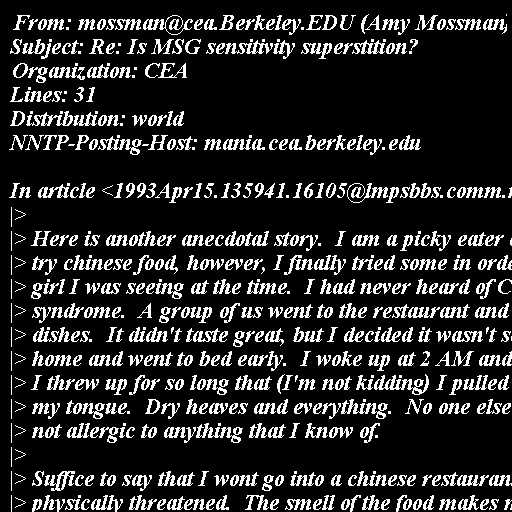 From: mossman@cea.Berkeley.EDU (Amy Mossman)
Subject: Re: Is MSG sensitivity superstition?
Organization: CEA
Lines: 31
Distribution: world
NNTP-Posting-Host: mania.cea.berkeley.edu

In article <1993Apr15.135941.16105@lmpsbbs.comm.
|>
|> Here is another anecdotal story.  I am a picky eater
|> try chinese food, however, I finally tried some in
|> girl I was seeing at the time.  I had never heard of
|> syndrome.  A group of us went to the restaurant and
|> dishes.  It didn't taste great, but I decided it wasn't
|> home and went to bed early.  I woke up at 2 AM and
|> I threw up for so long that (I'm not kidding) I pulled
|> my tongue.  Dry heaves and everything.  No one else
|> not allergic to anything that I know of.
|>
|> Suffice to say that I wont go into a chinese
|> physically threatened.  The smell of the food makes